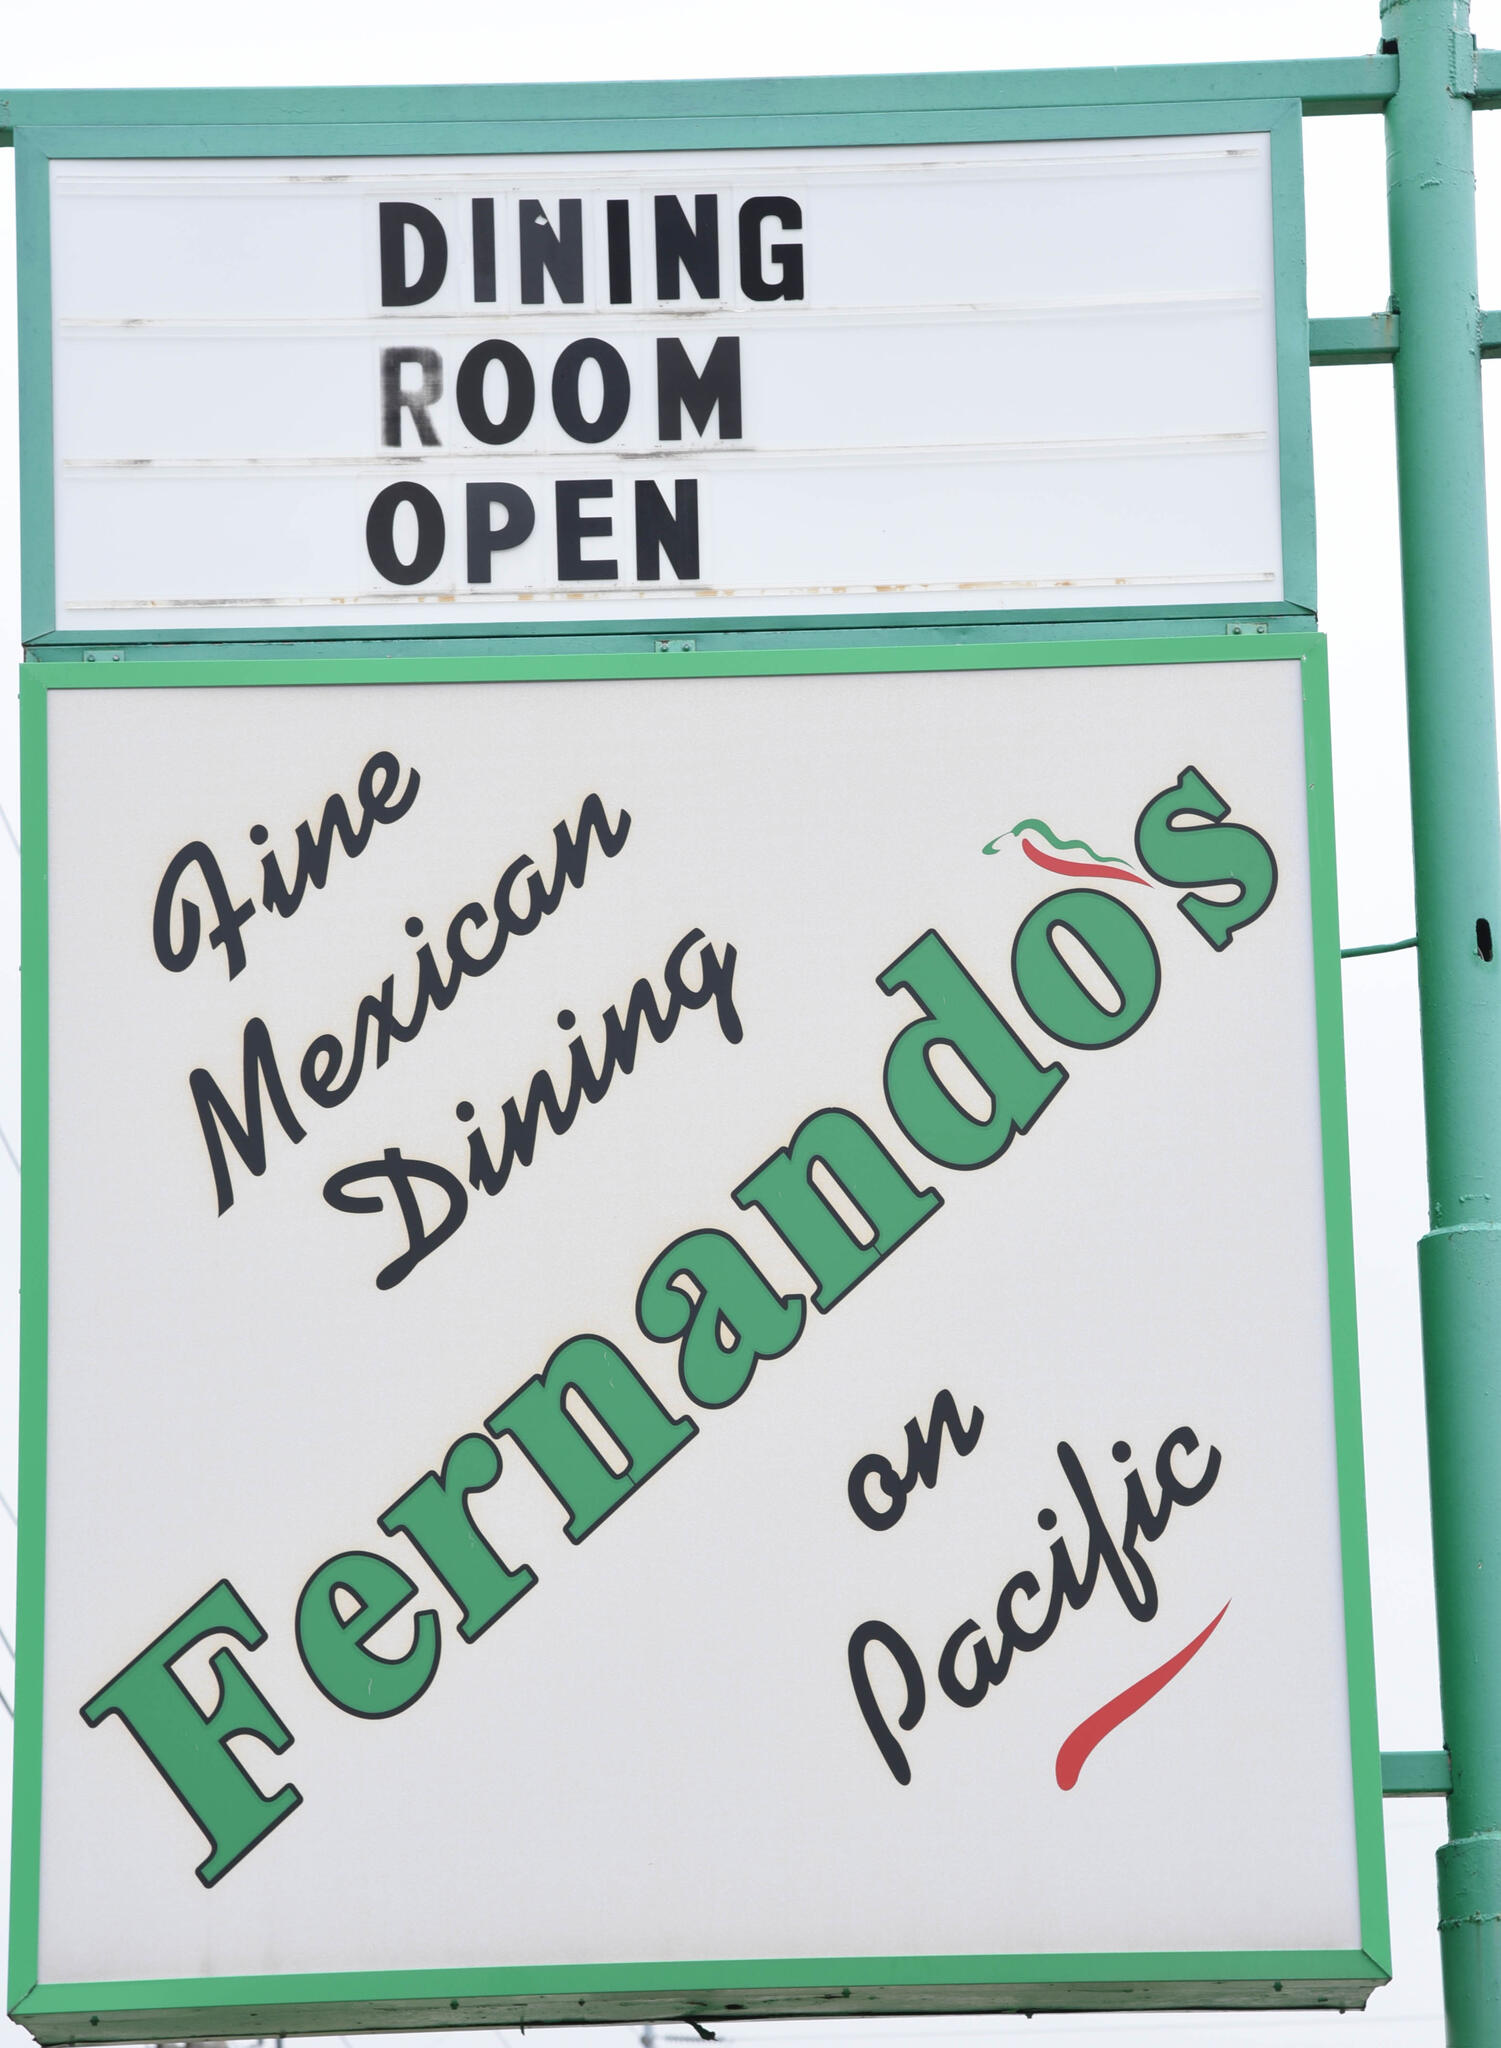 DINING
ROOM
OPEN
Fine
Mexican
Dining
Fernando's
on
Pacific